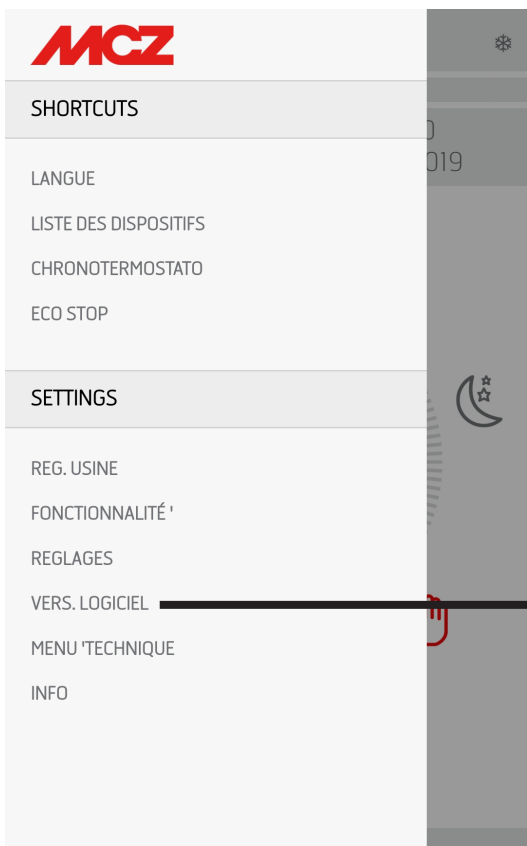 MCZ
SHORTCUTS
LANGUE
LISTE DES DISPOSITIFS
CHRONOTERMOSTATO
ECO STOP
SETTINGS
REG. USINE
FONCTIONNALITÉ '
REGLAGES
VERS. LOGICIEL
MENU 'TECHNIQUE
INFO
019